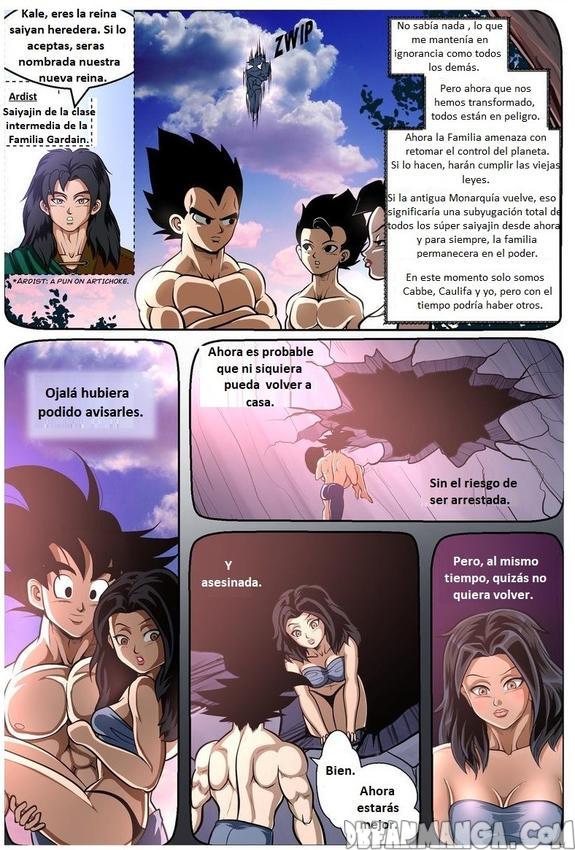 Kale, eres la reina
saiyan heredera. Si lo
aceptas, seras
nombrada nuestra
nueva reina.
Ardist
Saiyajin de la clase
intermedia de la
Familia Gardain.
*ARDIST: A PUN ON ARTICHOKE.
ZWIP
No sabía nada , lo que
me mantenía en
ignorancia como todos
los demás.
Pero ahora que nos
hemos transformado,
todos están en peligro.
Ahora la Familia amenaza con
retomar el control del planeta.
Si lo hacen, harán cumplir las viejas
leyes.
Si la antigua Monarquía vuelve, eso
significaría una subyugación total de
todos los súper saiyajin desde ahora
y para siempre, la familia
permanecera en el poder.
En este momento solo somos
Cabbe, Caulifa y yo, pero con
el tiempo podría haber otros.
Ojalá hubiera
podido avisarles.
Ahora es probable
que ni siquiera
pueda volver a
casa.
Sin el riesgo de
ser arrestada.
Y
asesinada.
Bien.
Ahora
estarás
mejor.
Pero, al mismo
tiempo, quizás no
quiera volver.
DREANMANGA.COM